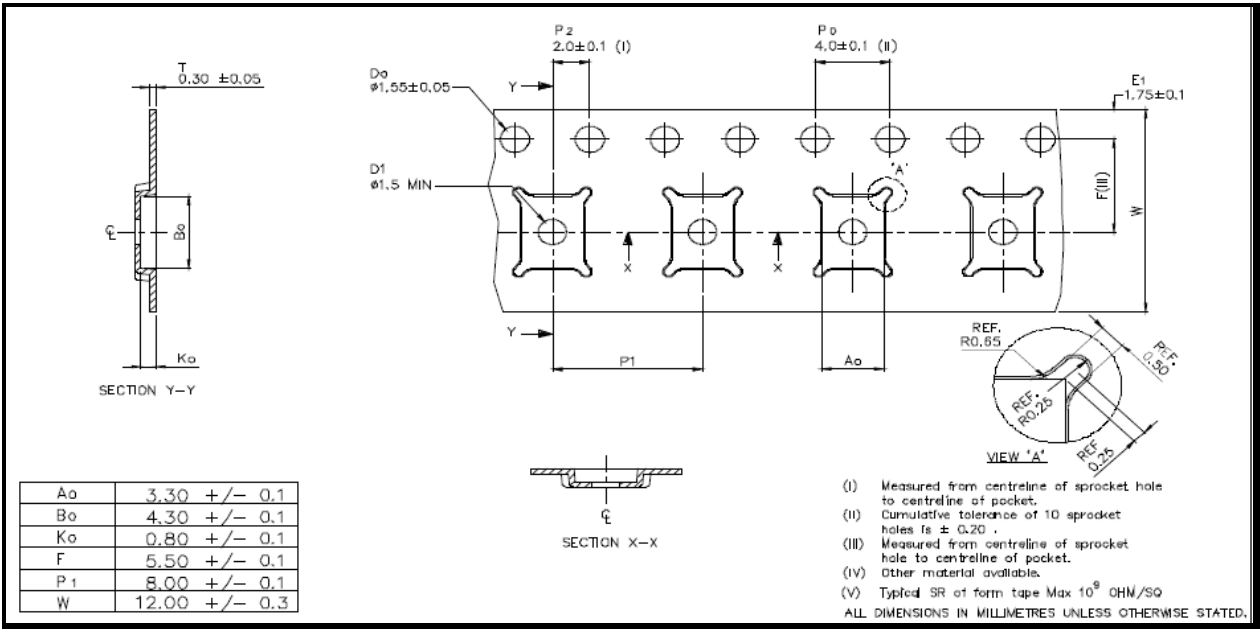 T
0.30 ±0.05
Bo
℄
Ko
SECTION Y-Y
P2
2.0±0.1 (I)
Po
4.0±0.1 (II)
Do
ø1.55±0.05
Y
E1
1.75±0.1
D1
ø1.5 MIN
'A'
F(III)
W
X
X
Y
P1
Ao
REF.
R0.65
REF.
0.50
REF.
R0.25
REF
0.25
VIEW 'A'
℄
SECTION X-X
Ao 3.30 +/- 0.1
Bo 4.30 +/- 0.1
Ko 0.80 +/- 0.1
F 5.50 +/- 0.1
P1 8.00 +/- 0.1
W 12.00 +/- 0.3
(I) Measured from centreline of sprocket hole
to centreline of pocket.
(II) Cumulative tolerance of 10 sprocket
holes is ± 0.20 .
(III) Measured from centreline of sprocket
hole to centreline of pocket.
(IV) Other material available.
(V) Typical SR of form tape Max 10⁹ OHM/SQ
ALL DIMENSIONS IN MILLIMETRES UNLESS OTHERWISE STATED.